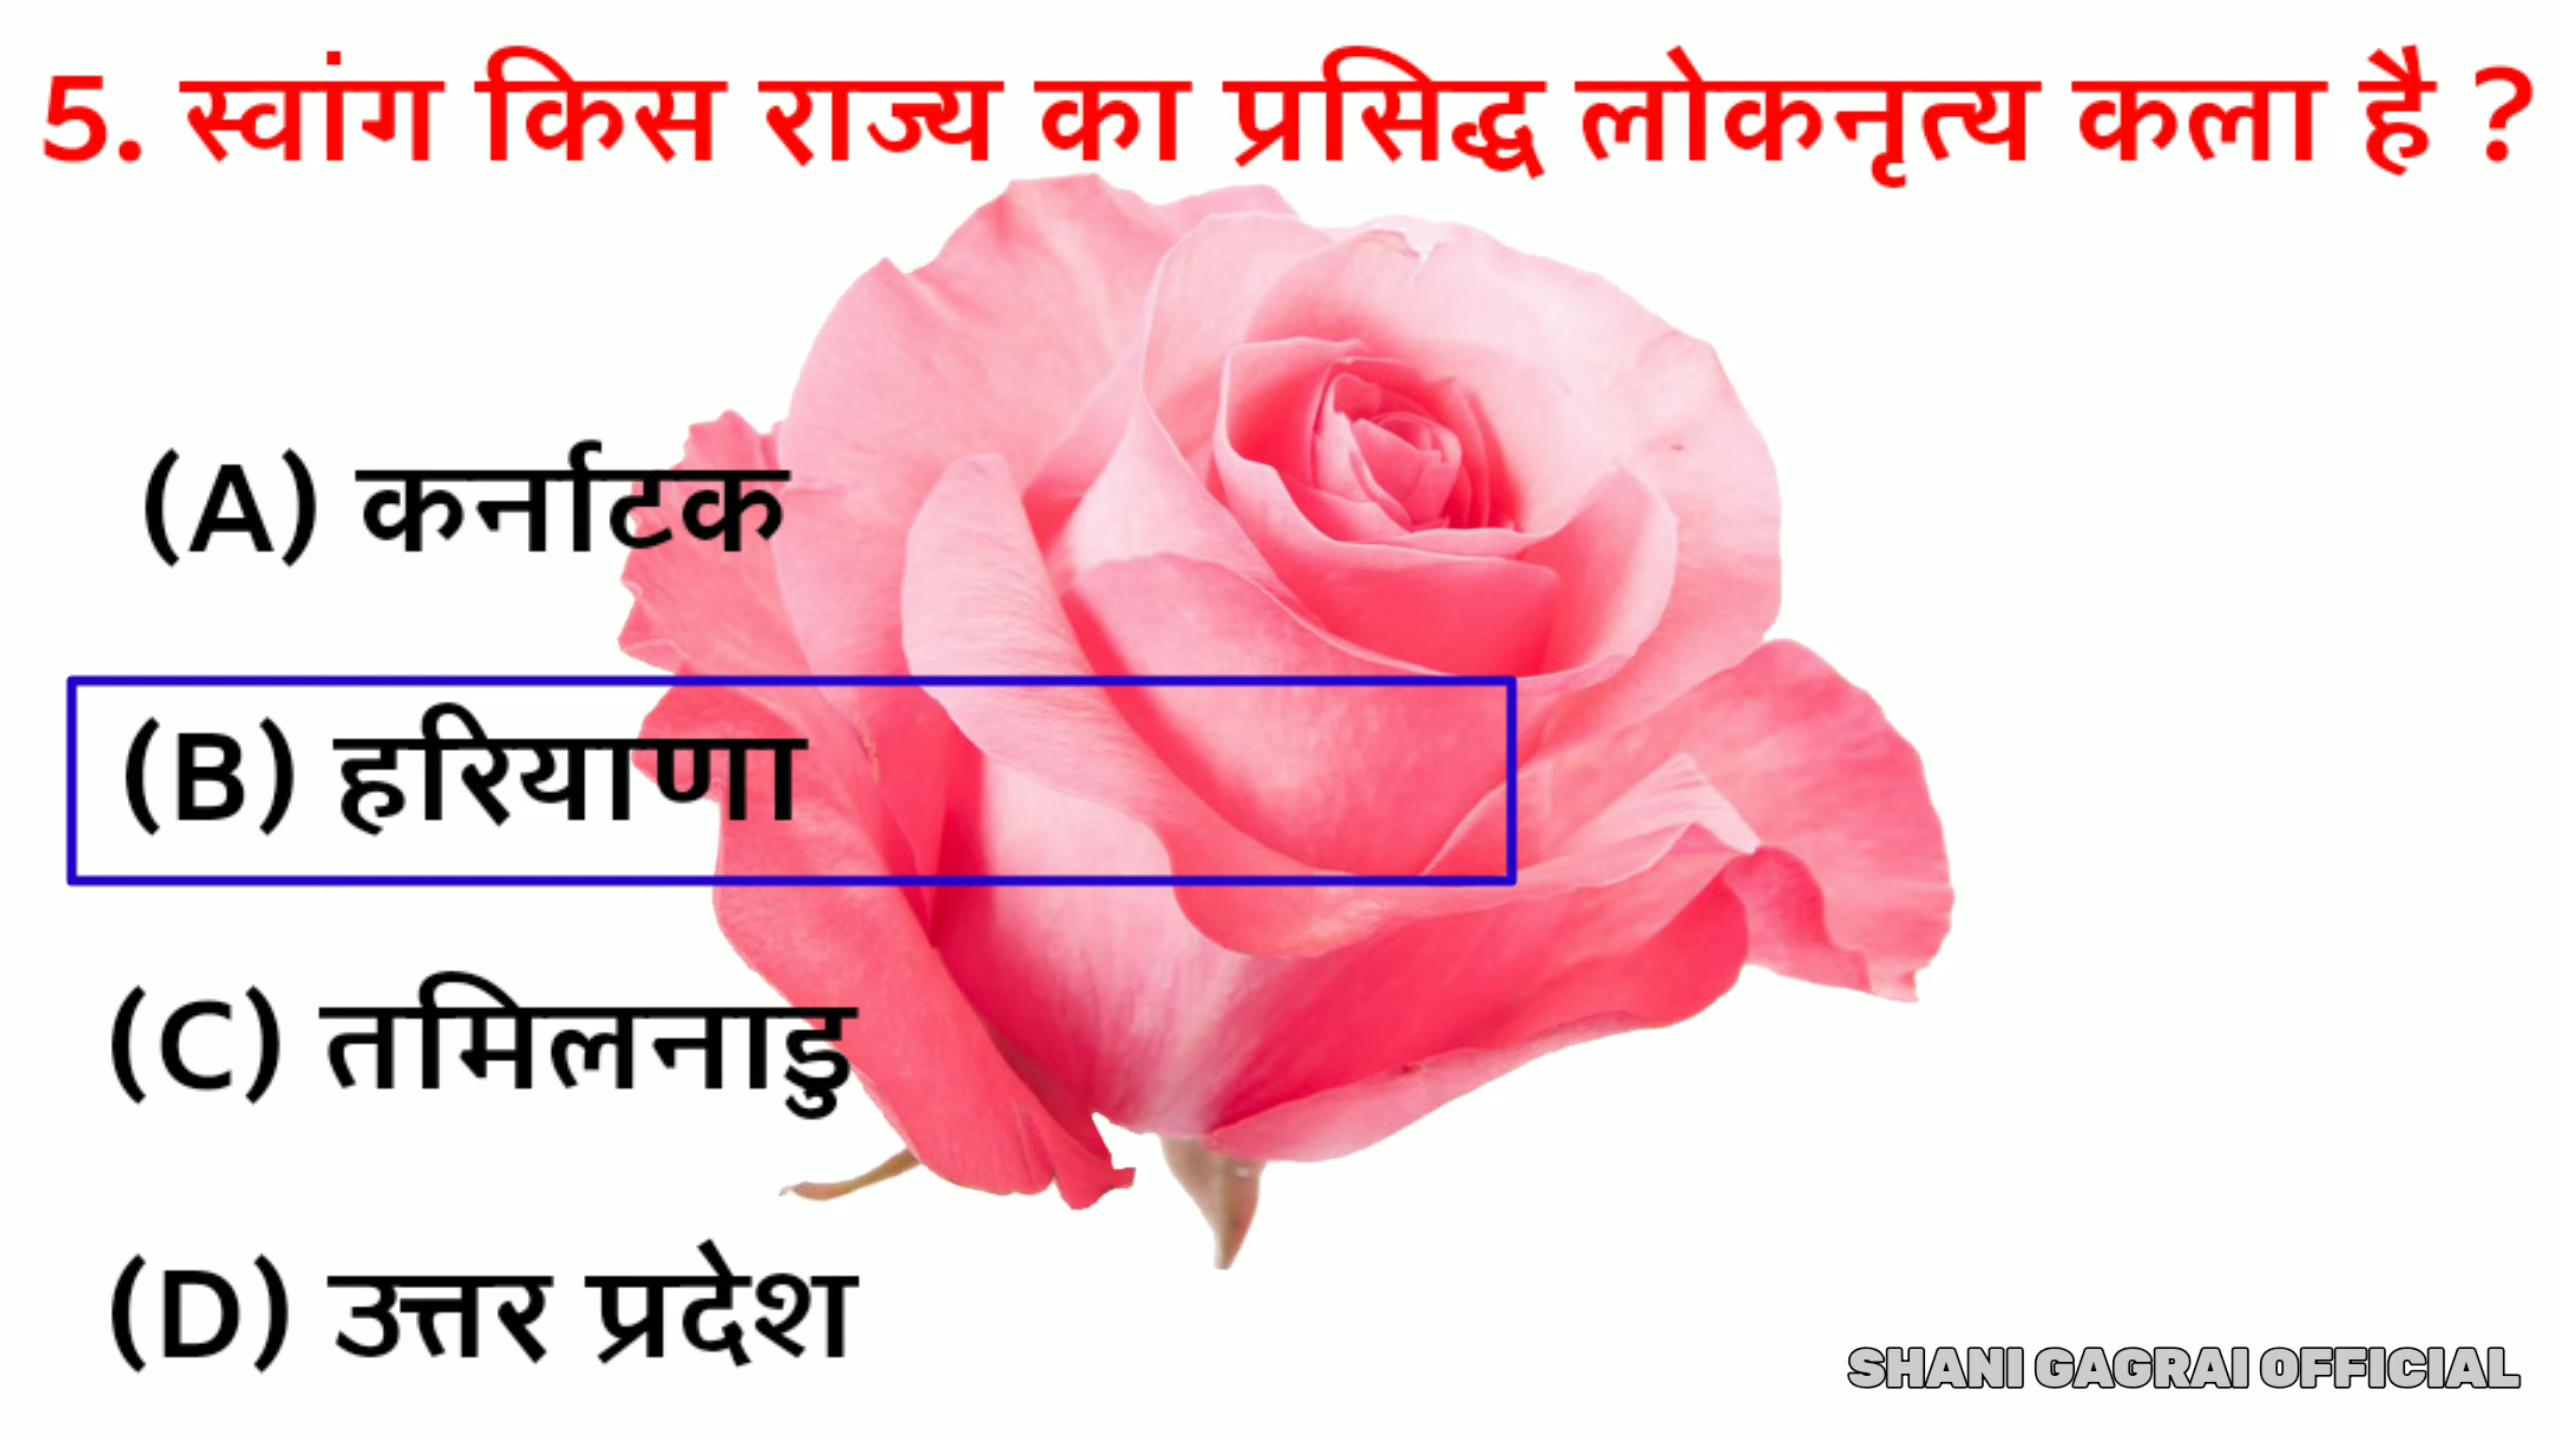 5. स्वांग किस राज्य का प्रसिद्ध लोकनृत्य कला है ?
(A) कर्नाटक
(B) हरियाणा
(C) तमिलनाडु
(D) उत्तर प्रदेश
SHANI GAGRAI OFFICIAL